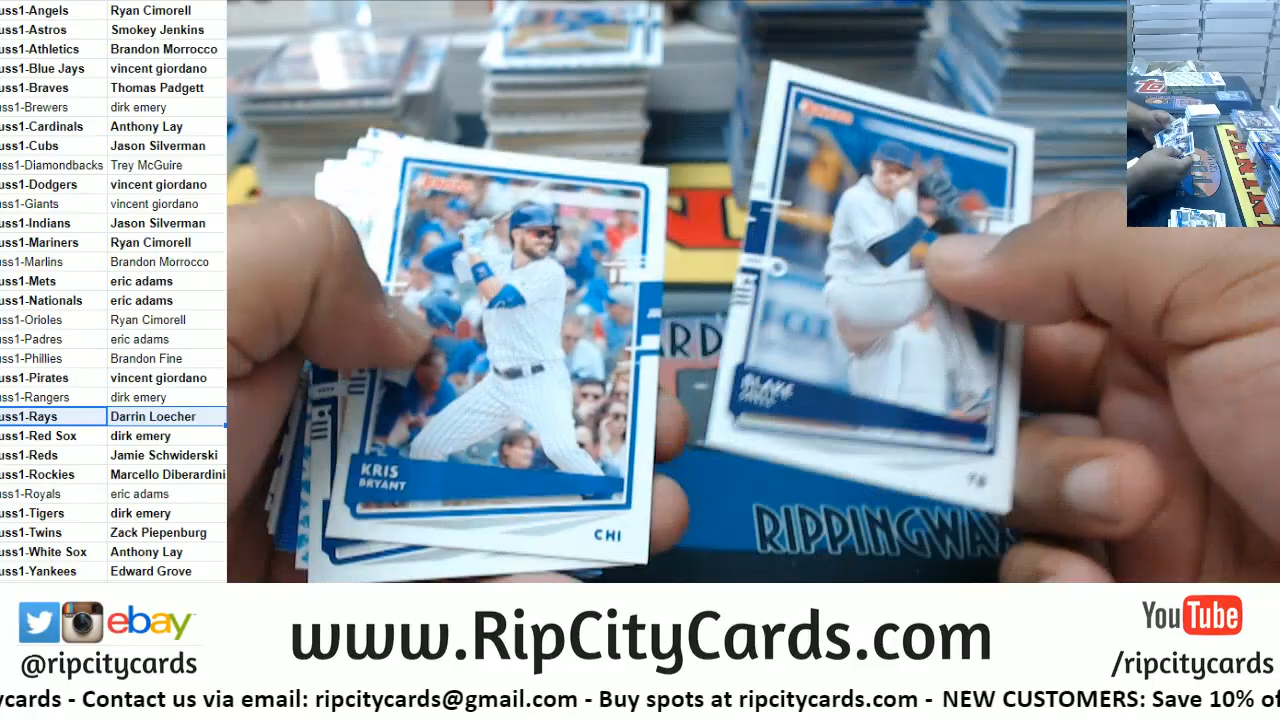 uss1-Angels Ryan Cimorell
uss1-Astros Smokey Jenkins
uss1-Athletics Brandon Morrocco
uss1-Blue Jays vincent giordano
uss1-Braves Thomas Padgett
uss1-Brewers dirk emery
uss1-Cardinals Anthony Lay
uss1-Cubs Jason Silverman
uss1-Diamondbacks Trey McGuire
uss1-Dodgers vincent giordano
uss1-Giants vincent giordano
uss1-Indians Jason Silverman
uss1-Mariners Ryan Cimorell
uss1-Marlins Brandon Morrocco
uss1-Mets eric adams
uss1-Nationals eric adams
uss1-Orioles Ryan Cimorell
uss1-Padres eric adams
uss1-Phillies Brandon Fine
uss1-Pirates vincent giordano
uss1-Rangers dirk emery
uss1-Rays Darrin Loecher
uss1-Red Sox dirk emery
uss1-Reds Jamie Schwiderski
uss1-Rockies Marcello Diberardini
uss1-Royals eric adams
uss1-Tigers dirk emery
uss1-Twins Zack Piepenburg
uss1-White Sox Anthony Lay
uss1-Yankees Edward Grove
KRIS
BRYANT
CHI
BLAKE
TB
ARD
RIPPINGWAX
ebay
@ripcitycards
www.RipCityCards.com
YouTube
/ripcitycards
ycards - Contact us via email: ripcitycards@gmail.com - Buy spots at ripcitycards.com - NEW CUSTOMERS: Save 10% of